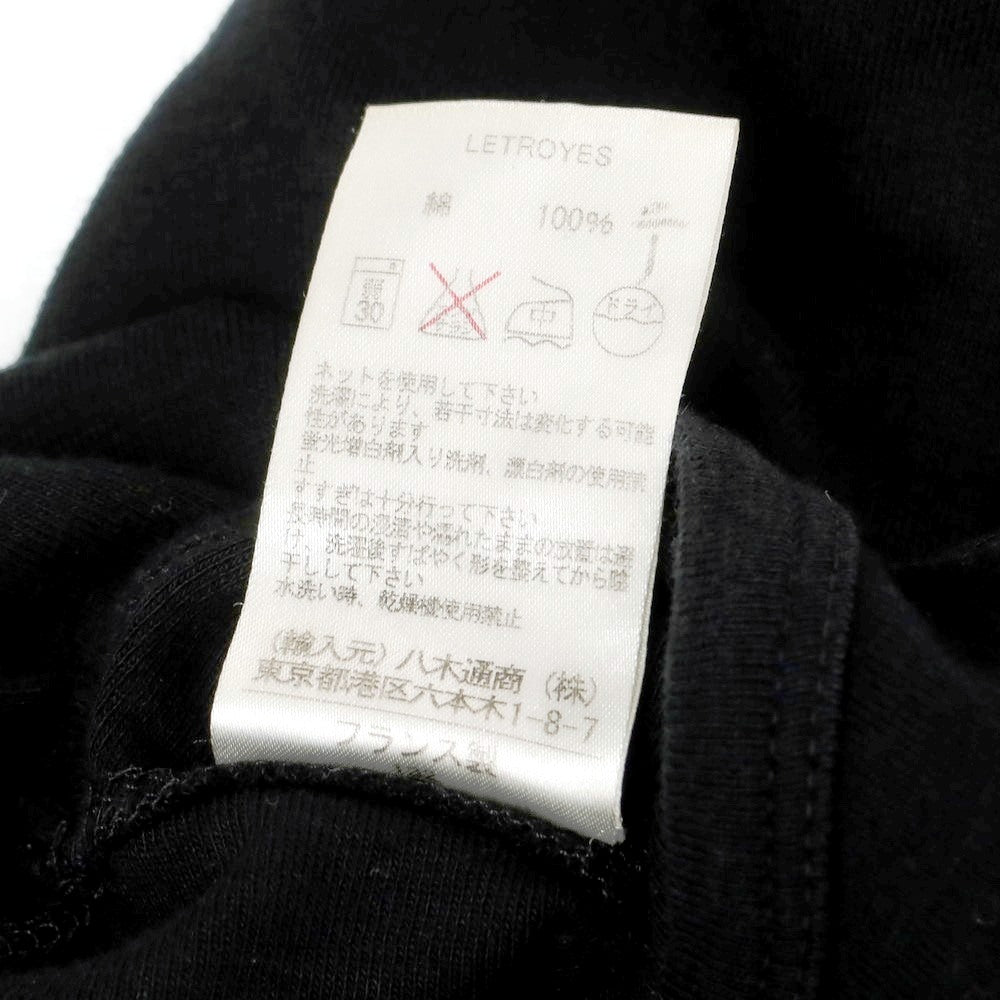 LETROYES
綿 100%
弱
30
中
ドライ
ネットを使用して下さい
洗濯により、若干寸法は変化する可能
性があります
蛍光増白剤入り洗剤、漂白剤の使用禁
止
すすぎは十分行って下さい
長時間の浸漬や濡れたままの放置は避
け、洗濯後すばやく形を整えてから陰
干しして下さい
水洗い時、乾燥機使用禁止
(輸入元) 八木通商 (株)
東京都港区六本木1-8-7
フランス製